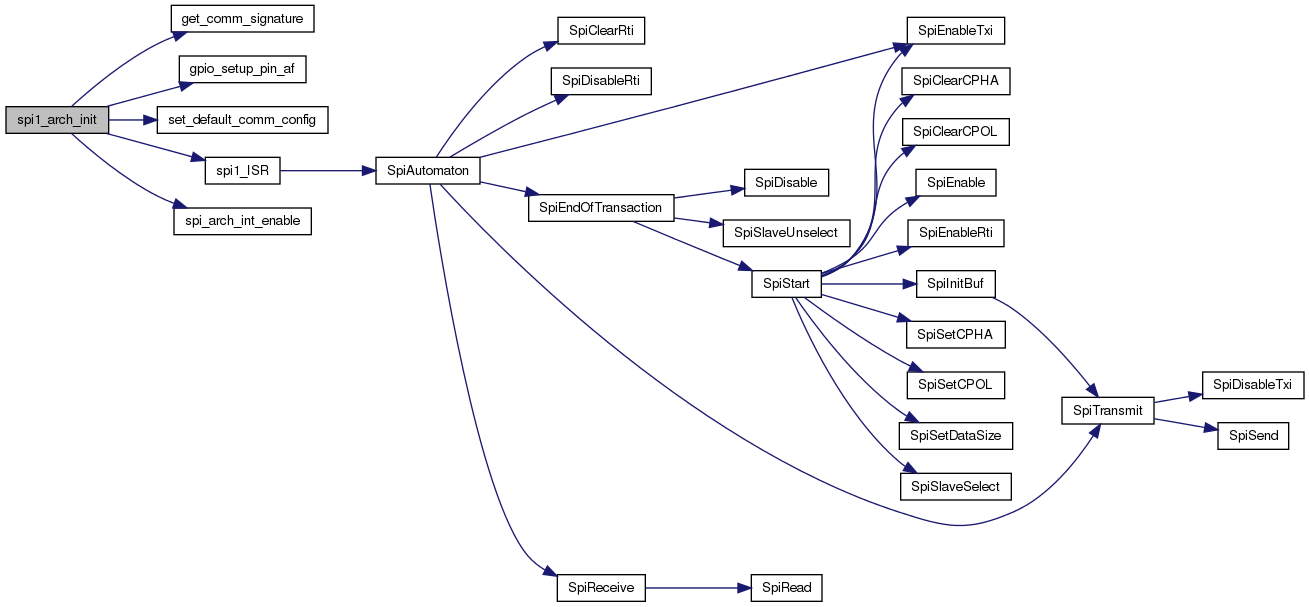 spi1_arch_init
get_comm_signature
gpio_setup_pin_af
set_default_comm_config
spi1_ISR
spi_arch_int_enable
SpiAutomaton
SpiClearRti
SpiDisableRti
SpiEndOfTransaction
SpiReceive
SpiDisable
SpiSlaveUnselect
SpiStart
SpiRead
SpiEnableTxi
SpiClearCPHA
SpiClearCPOL
SpiEnable
SpiEnableRti
SpiInitBuf
SpiSetCPHA
SpiSetCPOL
SpiSetDataSize
SpiSlaveSelect
SpiTransmit
SpiDisableTxi
SpiSend